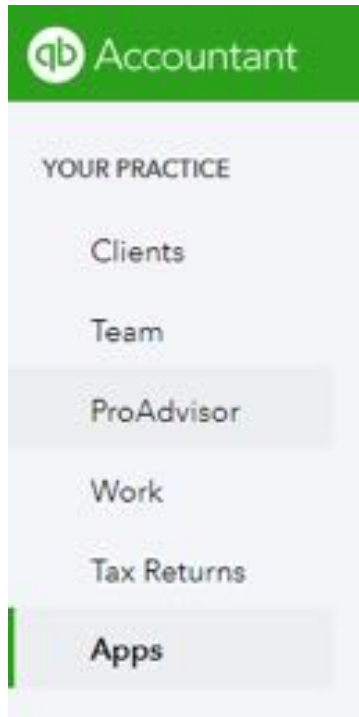 qb Accountant
YOUR PRACTICE
Clients
Team
ProAdvisor
Work
Tax Returns
Apps